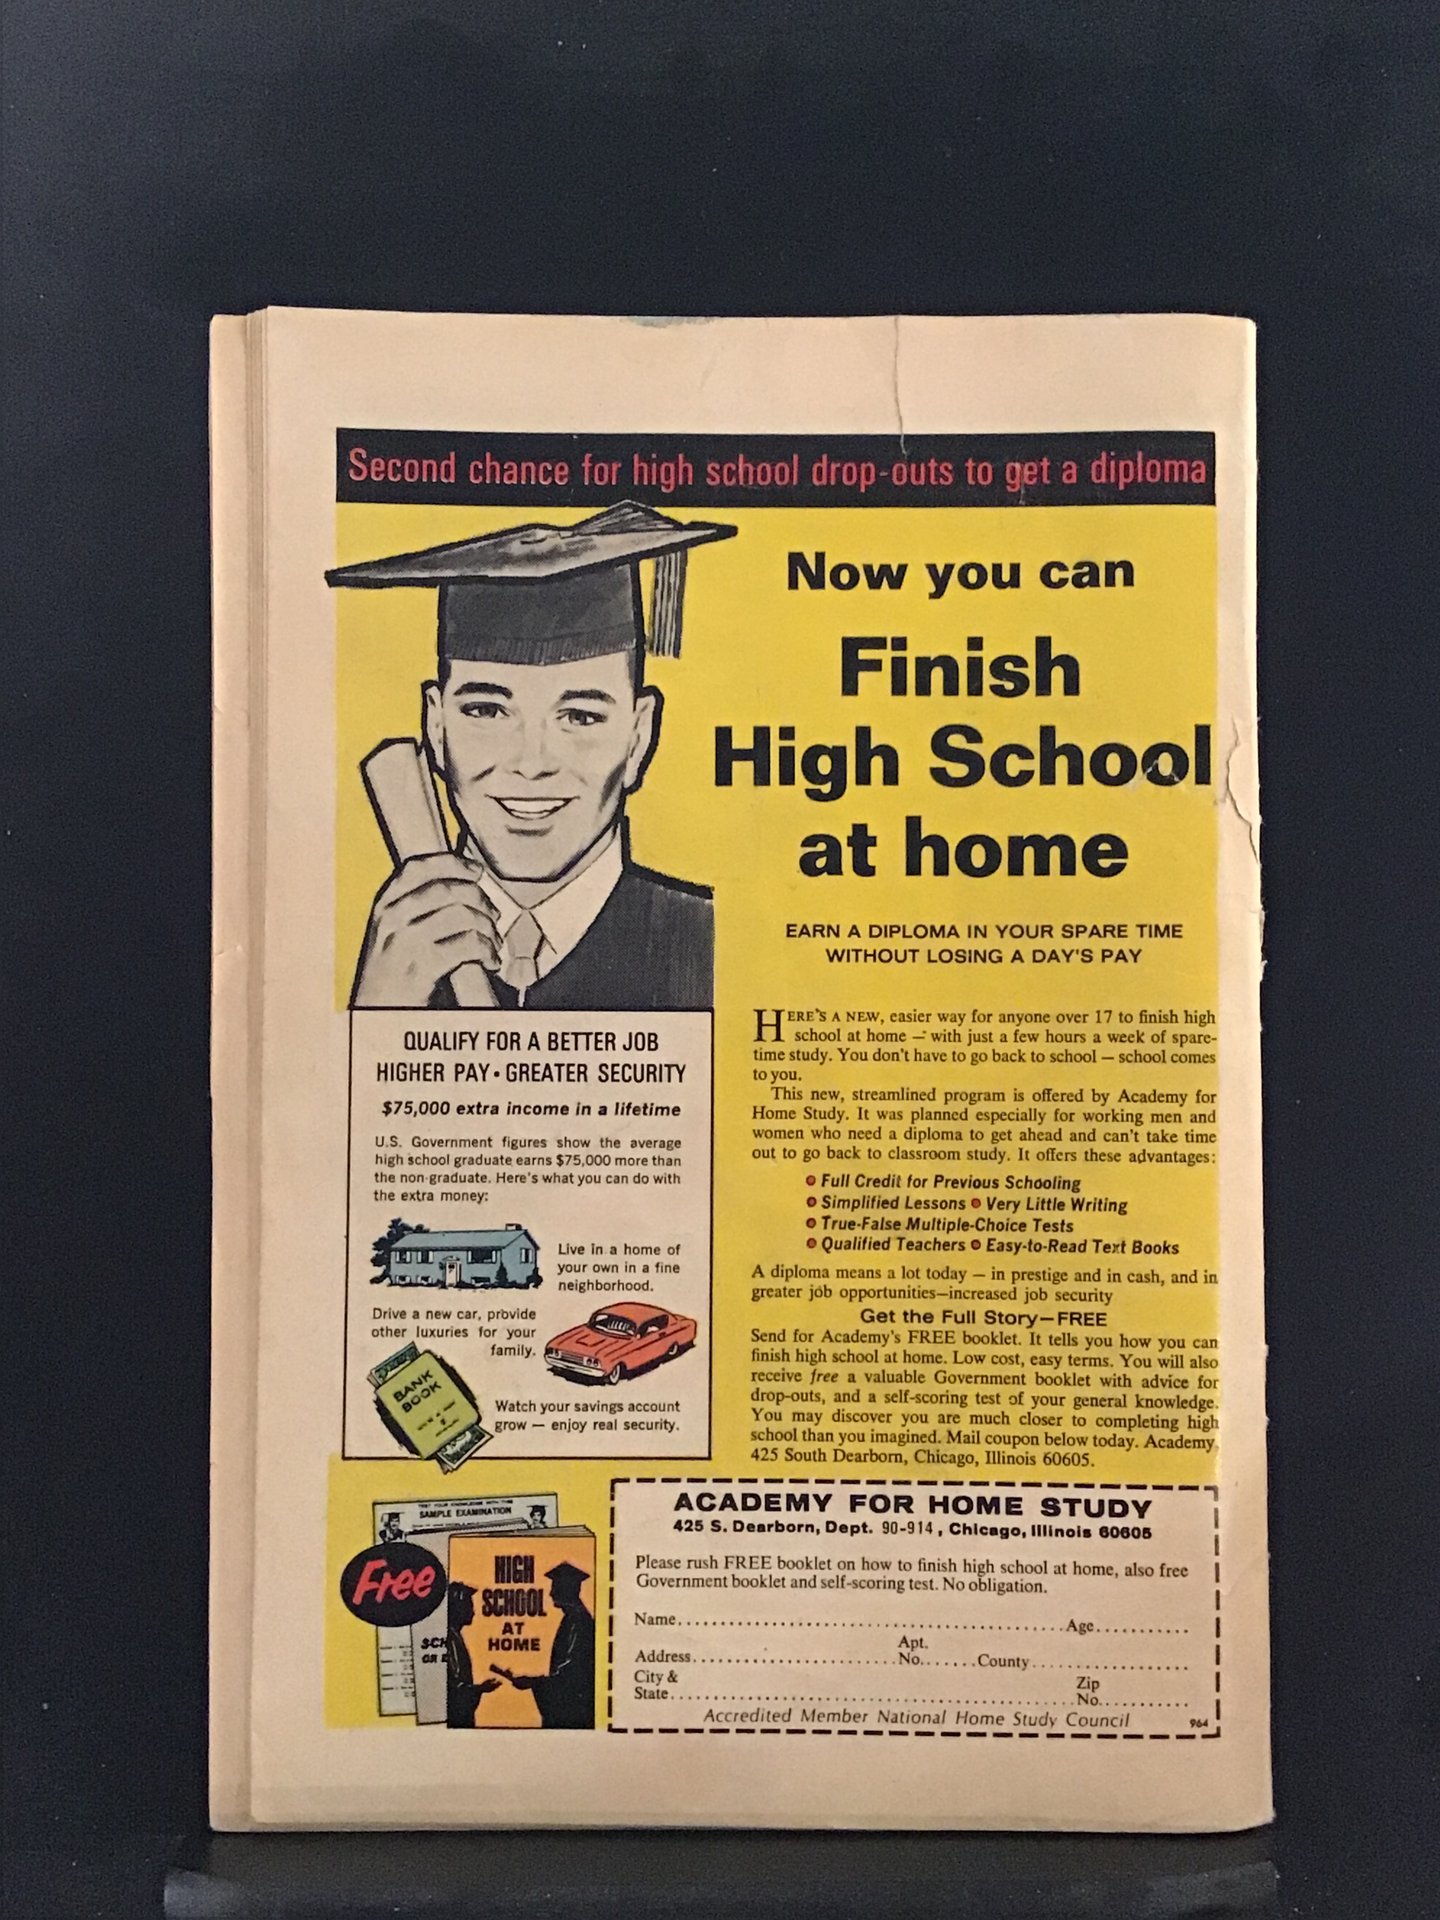 Second chance for high school drop-outs to get a diploma
Now you can
Finish
High School
at home
EARN A DIPLOMA IN YOUR SPARE TIME
WITHOUT LOSING A DAY'S PAY
HERE'S A NEW, easier way for anyone over 17 to finish high
school at home — with just a few hours a week of spare-
time study. You don't have to go back to school — school comes
to you.
This new, streamlined program is offered by Academy for
Home Study. It was planned especially for working men and
women who need a diploma to get ahead and can't take time
out to go back to classroom study. It offers these advantages:
• Full Credit for Previous Schooling
• Simplified Lessons • Very Little Writing
• True-False Multiple-Choice Tests
• Qualified Teachers • Easy-to-Read Text Books
A diploma means a lot today — in prestige and in cash, and in
greater job opportunities—increased job security
Get the Full Story—FREE
Send for Academy's FREE booklet. It tells you how you can
finish high school at home. Low cost, easy terms. You will also
receive free a valuable Government booklet with advice for
drop-outs, and a self-scoring test of your general knowledge.
You may discover you are much closer to completing high
school than you imagined. Mail coupon below today. Academy
425 South Dearborn, Chicago, Illinois 60605.
QUALIFY FOR A BETTER JOB
HIGHER PAY • GREATER SECURITY
$75,000 extra income in a lifetime
U.S. Government figures show the average
high school graduate earns $75,000 more than
the non-graduate. Here's what you can do with
the extra money:
Live in a home of
your own in a fine
neighborhood.
Drive a new car, provide
other luxuries for your
family.
BANK
BOOK
Watch your savings account
grow — enjoy real security.
TEST YOUR KNOWLEDGE WITH THIS
SAMPLE EXAMINATION
Free
HIGH
SCHOOL
AT
HOME
SCH
OR
ACADEMY FOR HOME STUDY
425 S. Dearborn, Dept. 90-914, Chicago, Illinois 60605
Please rush FREE booklet on how to finish high school at home, also free
Government booklet and self-scoring test. No obligation.
Name............................................Age...........
Apt.
Address........................No.......County...................
City & Zip
State..................................................No...........
Accredited Member National Home Study Council 964